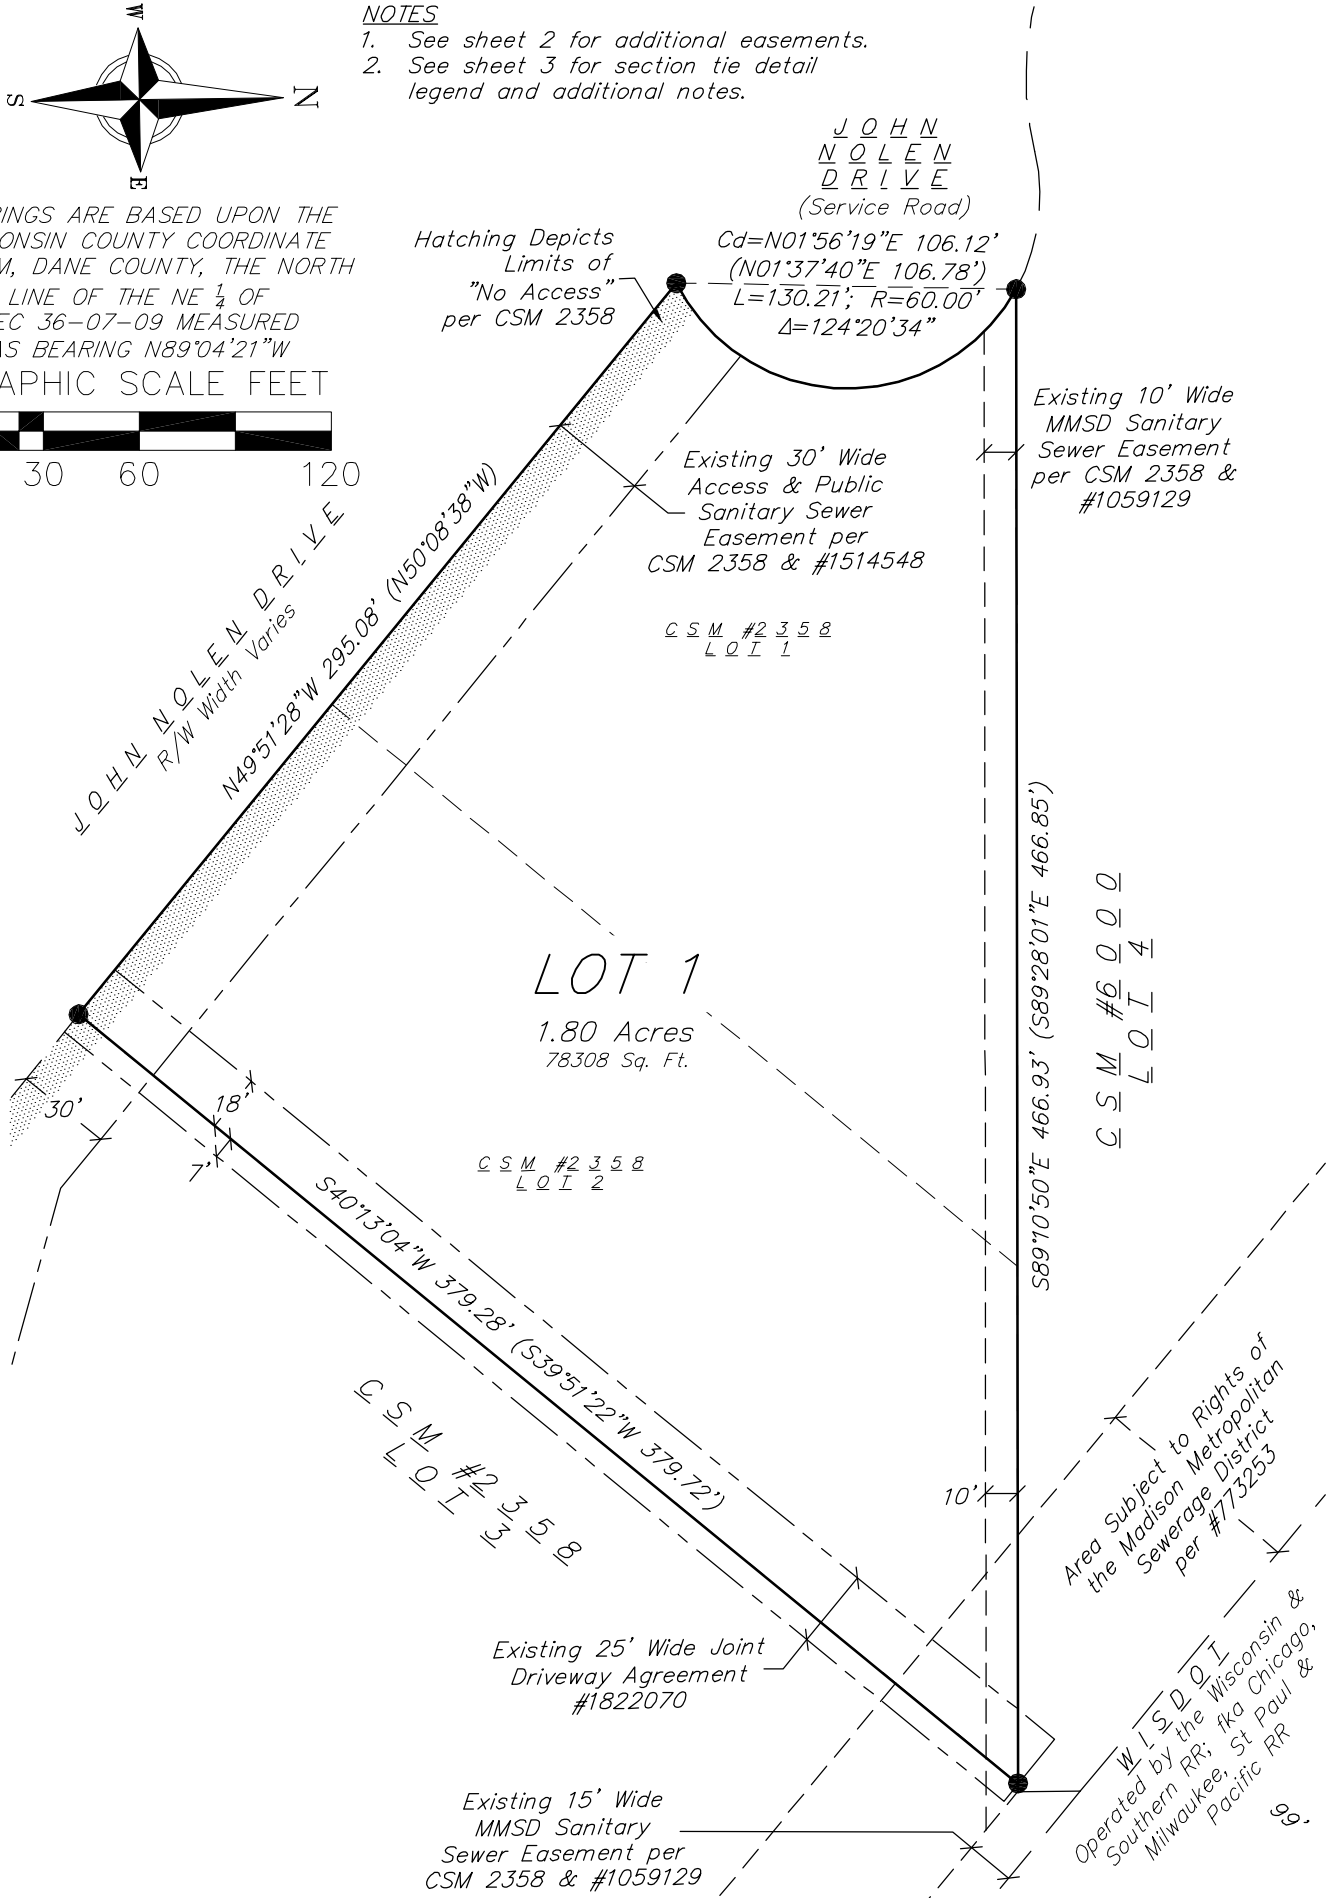 W
S
N
E
NOTES
1. See sheet 2 for additional easements.
2. See sheet 3 for section tie detail
legend and additional notes.
INGS ARE BASED UPON THE
ONSIN COUNTY COORDINATE
M, DANE COUNTY, THE NORTH
LINE OF THE NE 1/4 OF
EC 36-07-09 MEASURED
AS BEARING N89°04'21"W
APHIC SCALE FEET
30 60 120
JOHN
NOLEN
DRIVE
(Service Road)
Cd=N01°56'19"E 106.12'
(N01°37'40"E 106.78')
L=130.21'; R=60.00'
Δ=124°20'34"
Hatching Depicts
Limits of
"No Access"
per CSM 2358
Existing 10' Wide
MMSD Sanitary
Sewer Easement
per CSM 2358 &
#1059129
Existing 30' Wide
Access & Public
Sanitary Sewer
Easement per
CSM 2358 & #1514548
CSM #2358
LOT 1
JOHN NOLEN DRIVE
R/W Width Varies
N49°51'28"W 295.08' (N50°08'38"W)
LOT 1
1.80 Acres
78308 Sq. Ft.
S89°10'50"E 466.93' (S89°28'01"E 466.85')
CSM #6000
LOT 4
30'
18'
7'
CSM #2358
LOT 2
S40°13'04"W 379.28' (S39°51'22"W 379.72')
CSM #2358
LOT 3
10'
Area Subject to Rights of
the Madison Metropolitan
Sewerage District
per #773253
Existing 25' Wide Joint
Driveway Agreement
#1822070
WISDOT
Operated by the Wisconsin &
Southern RR; fka Chicago,
Milwaukee, St Paul &
Pacific RR
99'
Existing 15' Wide
MMSD Sanitary
Sewer Easement per
CSM 2358 & #1059129